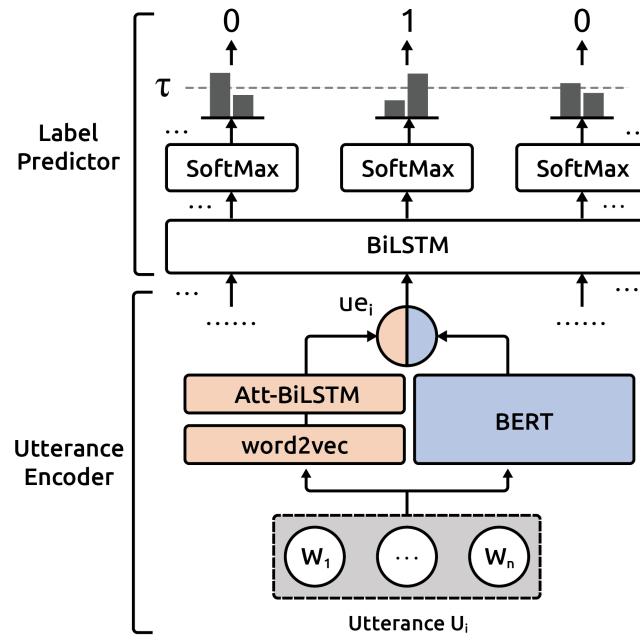 0 1 0
τ
...
...
Label
Predictor
SoftMax SoftMax SoftMax
... ...
BiLSTM
... ...
...... ......
ueᵢ
Att-BiLSTM
word2vec
BERT
Utterance
Encoder
W₁ ... Wₙ
Utterance Uᵢ